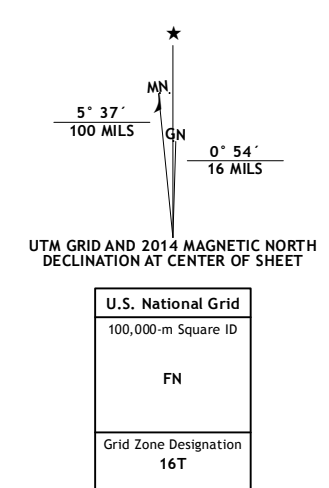 MN
GN
5° 37´
100 MILS
0° 54´
16 MILS
UTM GRID AND 2014 MAGNETIC NORTH
DECLINATION AT CENTER OF SHEET
U.S. National Grid
100,000-m Square ID
FN
Grid Zone Designation
16T